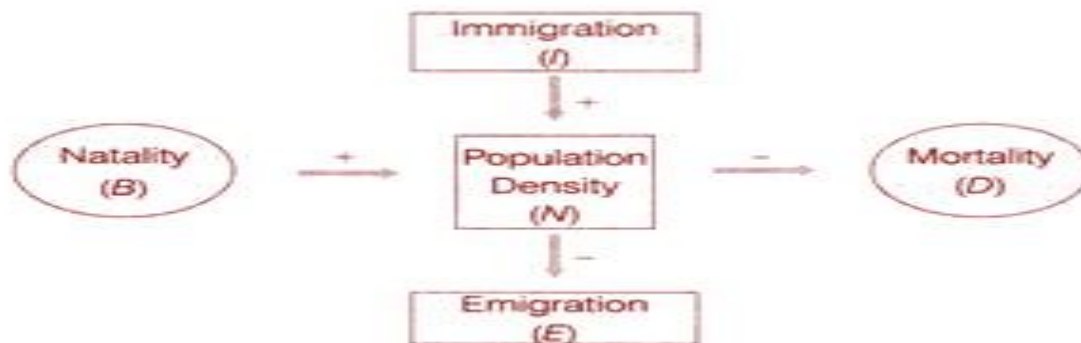 Immigration
(I)
+
Natality
(B)
+
Population
Density
(N)
–
Mortality
(D)
–
Emigration
(E)